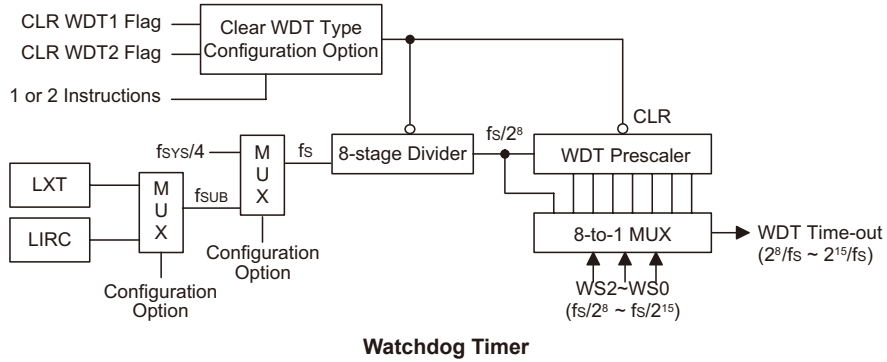 CLR WDT1 Flag
CLR WDT2 Flag
1 or 2 Instructions
Clear WDT Type
Configuration Option
CLR
fSYS/4
M
U
X
fS
8-stage Divider
fS/2⁸
WDT Prescaler
LXT
LIRC
M
U
X
fSUB
Configuration
Option
Configuration
Option
8-to-1 MUX
WDT Time-out
(2⁸/fS ~ 2¹⁵/fS)
WS2~WS0
(fS/2⁸ ~ fS/2¹⁵)
Watchdog Timer